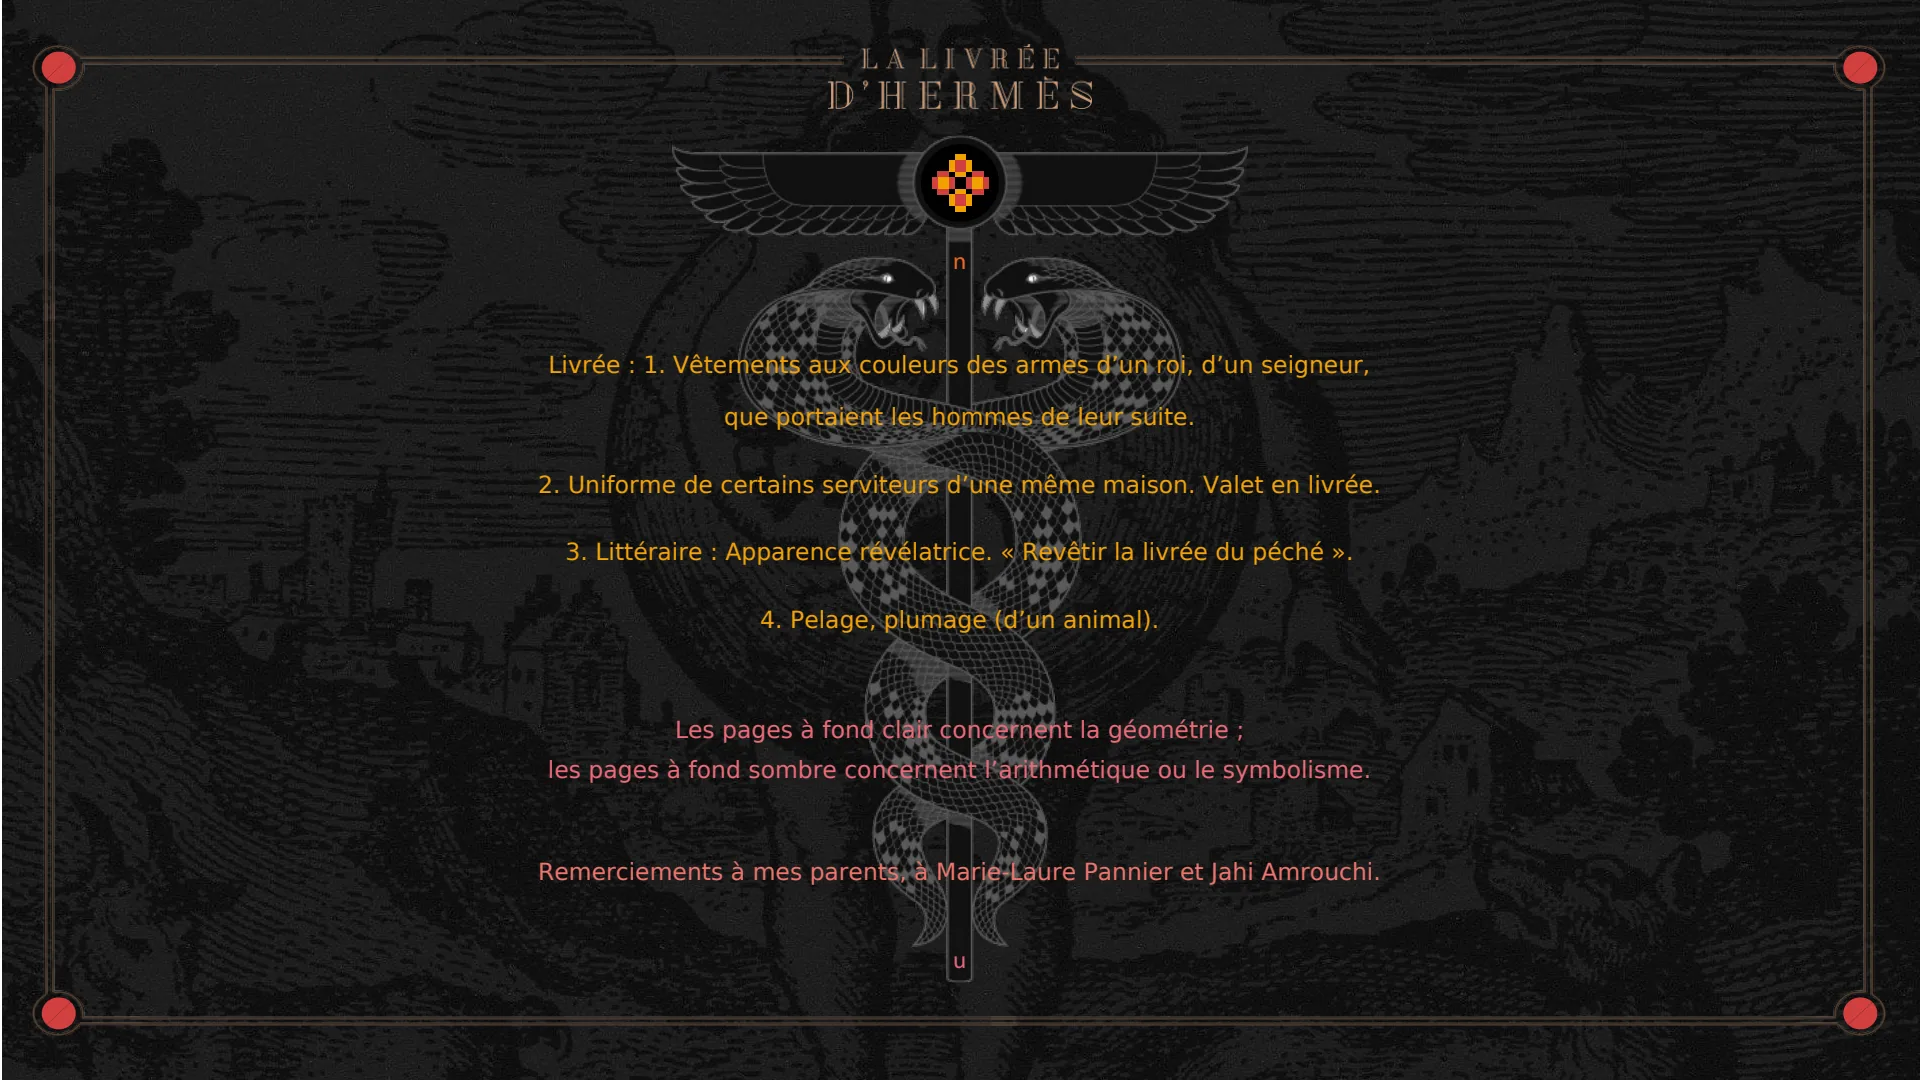 LA LIVRÉE
D’HERMÈS
n
Livrée : 1. Vêtements aux couleurs des armes d’un roi, d’un seigneur,
que portaient les hommes de leur suite.
2. Uniforme de certains serviteurs d’une même maison. Valet en livrée.
3. Littéraire : Apparence révélatrice. « Revêtir la livrée du péché ».
4. Pelage, plumage (d’un animal).
Les pages à fond clair concernent la géométrie ;
les pages à fond sombre concernent l’arithmétique ou le symbolisme.
Remerciements à mes parents, à Marie-Laure Pannier et Jahi Amrouchi.
u